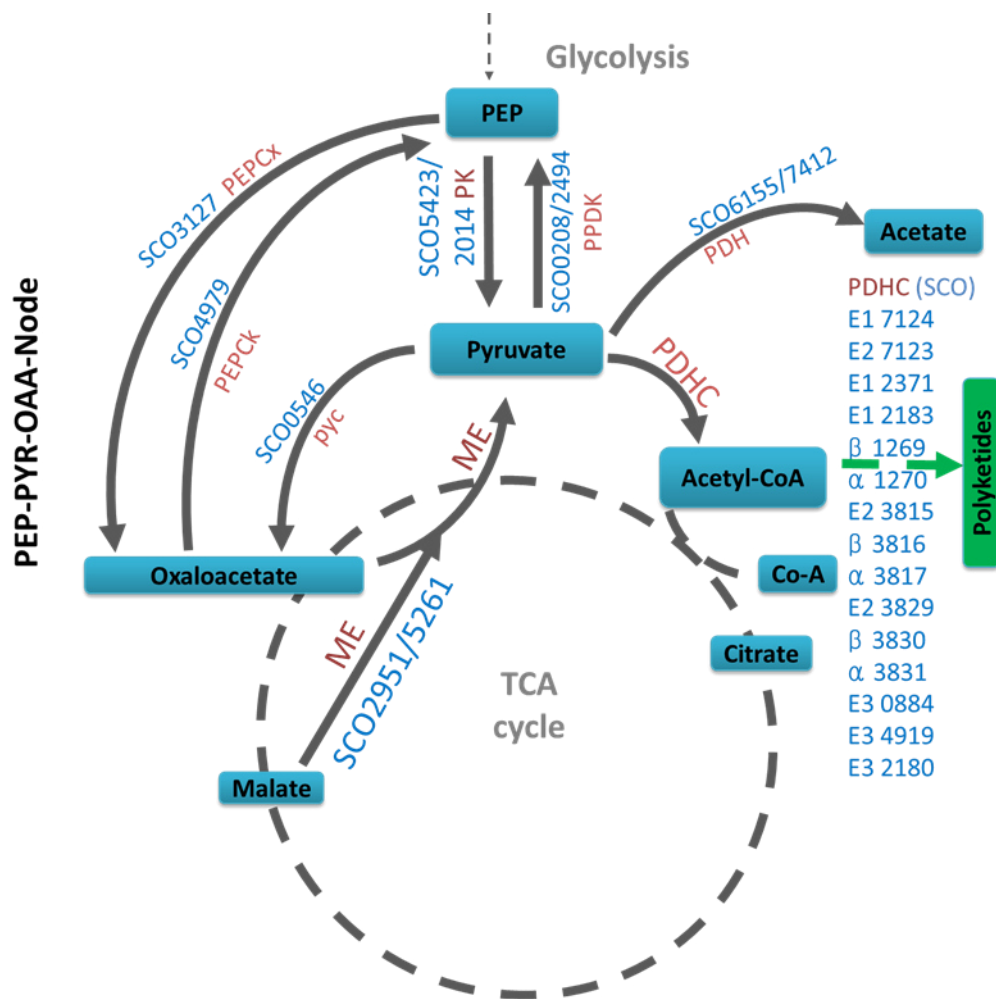 Glycolysis
PEP
PEP-PYR-OAA-Node
SCO3127 PEPCx
SCO4979
PEPCk
SCO5423/
2014 PK
SCO0208/2494
PPDK
SCO6155/7412
PDH
Acetate
Pyruvate
PDHC
SCO0546
pyc
ME
Acetyl-CoA
Polyketides
Oxaloacetate
Co-A
ME
SCO2951/5261
Citrate
TCA
cycle
Malate
PDHC (SCO)
E1 7124
E2 7123
E1 2371
E1 2183
β 1269
α 1270
E2 3815
β 3816
α 3817
E2 3829
β 3830
α 3831
E3 0884
E3 4919
E3 2180